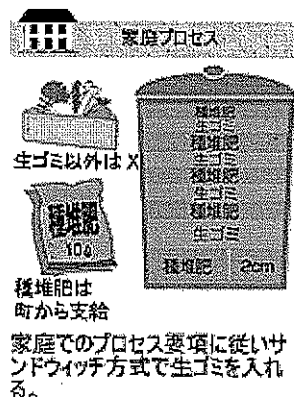 家庭プロセス
生ゴミ以外は X
種堆肥
10ℓ
種堆肥は
町から支給
種堆肥
生ゴミ
種堆肥
生ゴミ
種堆肥
生ゴミ
種堆肥
生ゴミ
種堆肥 2cm
家庭でのプロセス要項に従いサ
ンドウィッチ方式で生ゴミを入れ
る。